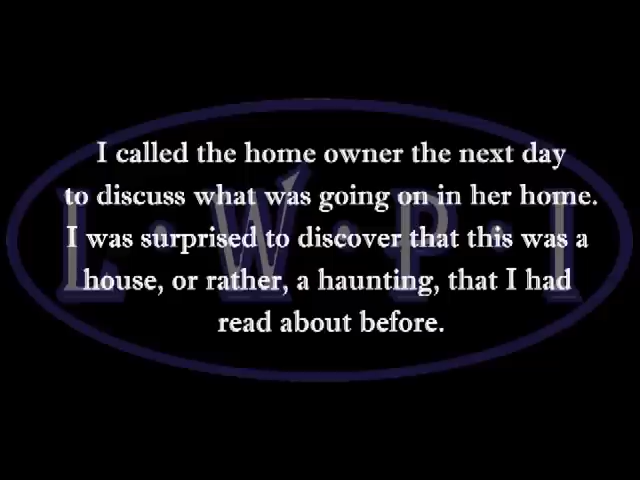 I called the home owner the next day
to discuss what was going on in her home.
I was surprised to discover that this was a
house, or rather, a haunting, that I had
read about before.
L·W·P·I